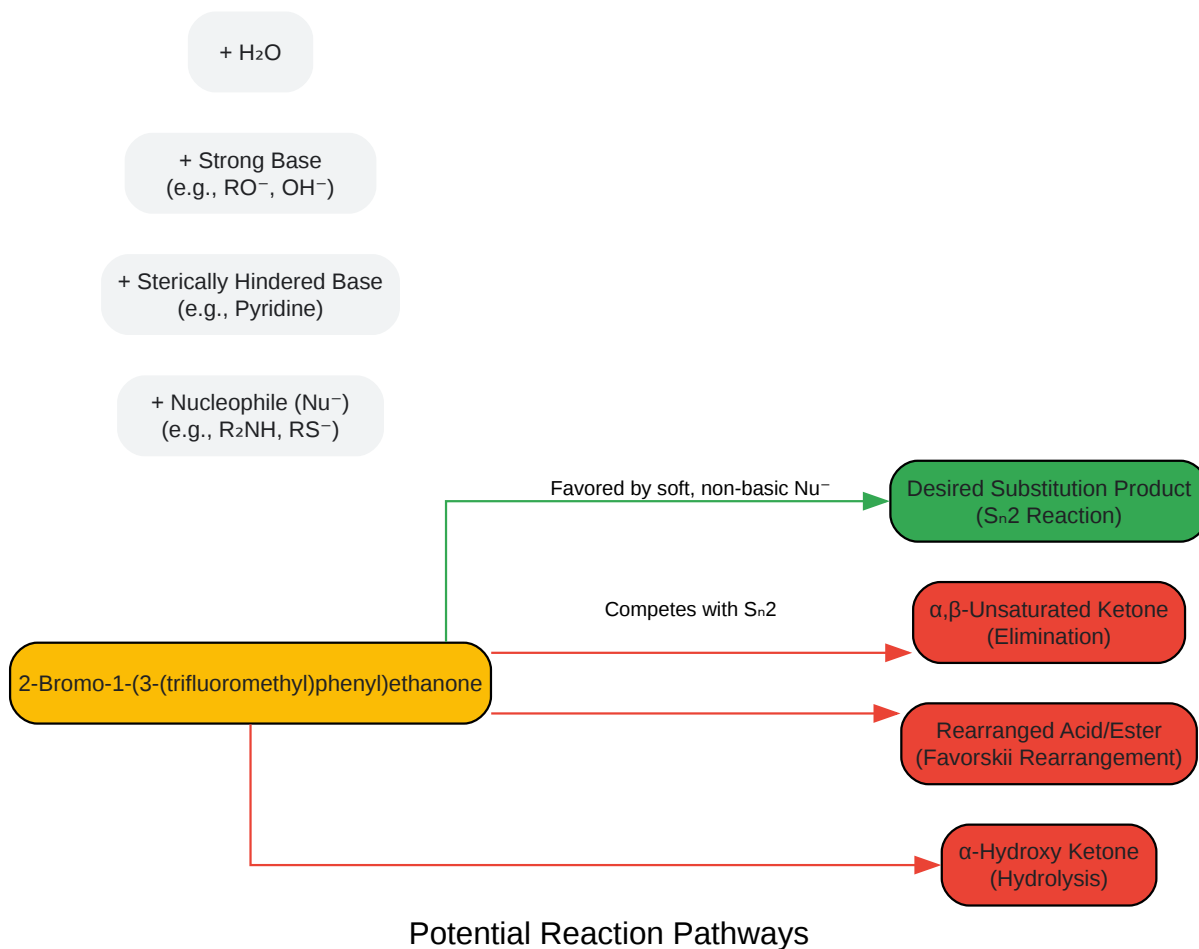 + H₂O
+ Strong Base
(e.g., RO⁻, OH⁻)
+ Sterically Hindered Base
(e.g., Pyridine)
+ Nucleophile (Nu⁻)
(e.g., R₂NH, RS⁻)
Favored by soft, non-basic Nu⁻
Desired Substitution Product
(Sₙ2 Reaction)
Competes with Sₙ2
α,β-Unsaturated Ketone
(Elimination)
2-Bromo-1-(3-(trifluoromethyl)phenyl)ethanone
Rearranged Acid/Ester
(Favorskii Rearrangement)
α-Hydroxy Ketone
(Hydrolysis)
Potential Reaction Pathways